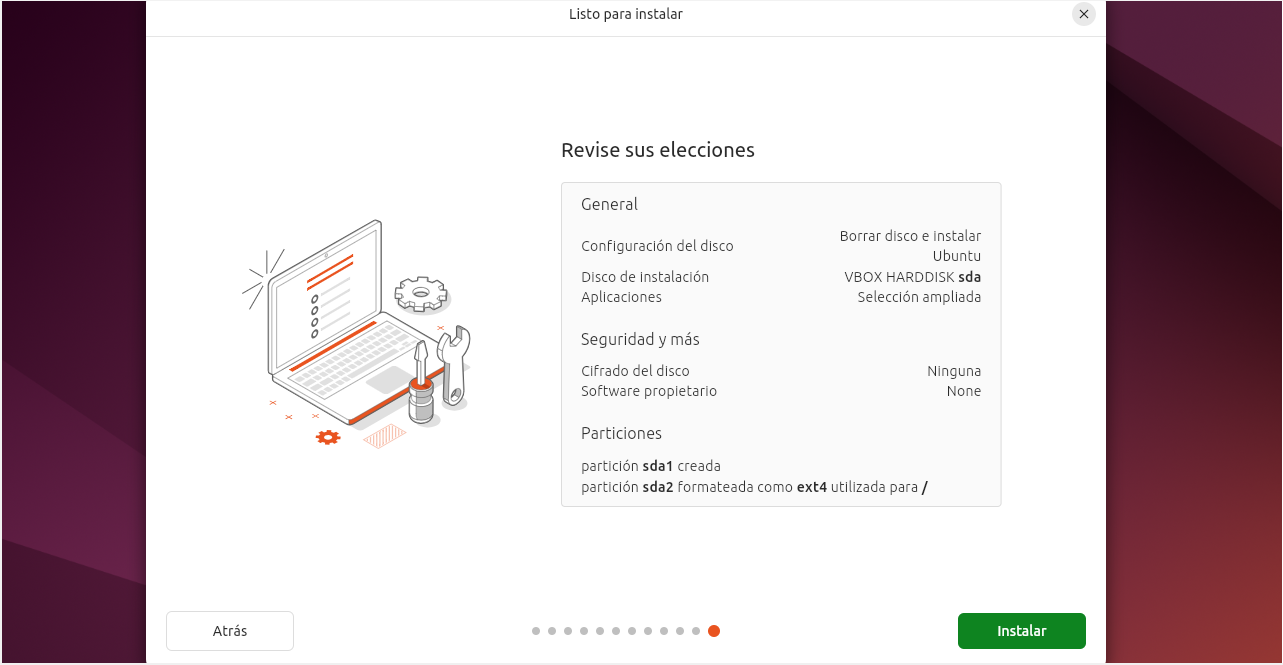 Listo para instalar
Revise sus elecciones
General
Configuración del disco
Borrar disco e instalar
Ubuntu
Disco de instalación
VBOX HARDDISK sda
Aplicaciones
Selección ampliada
Seguridad y más
Cifrado del disco
Ninguna
Software propietario
None
Particiones
partición sda1 creada
partición sda2 formateada como ext4 utilizada para /
Atrás
Instalar